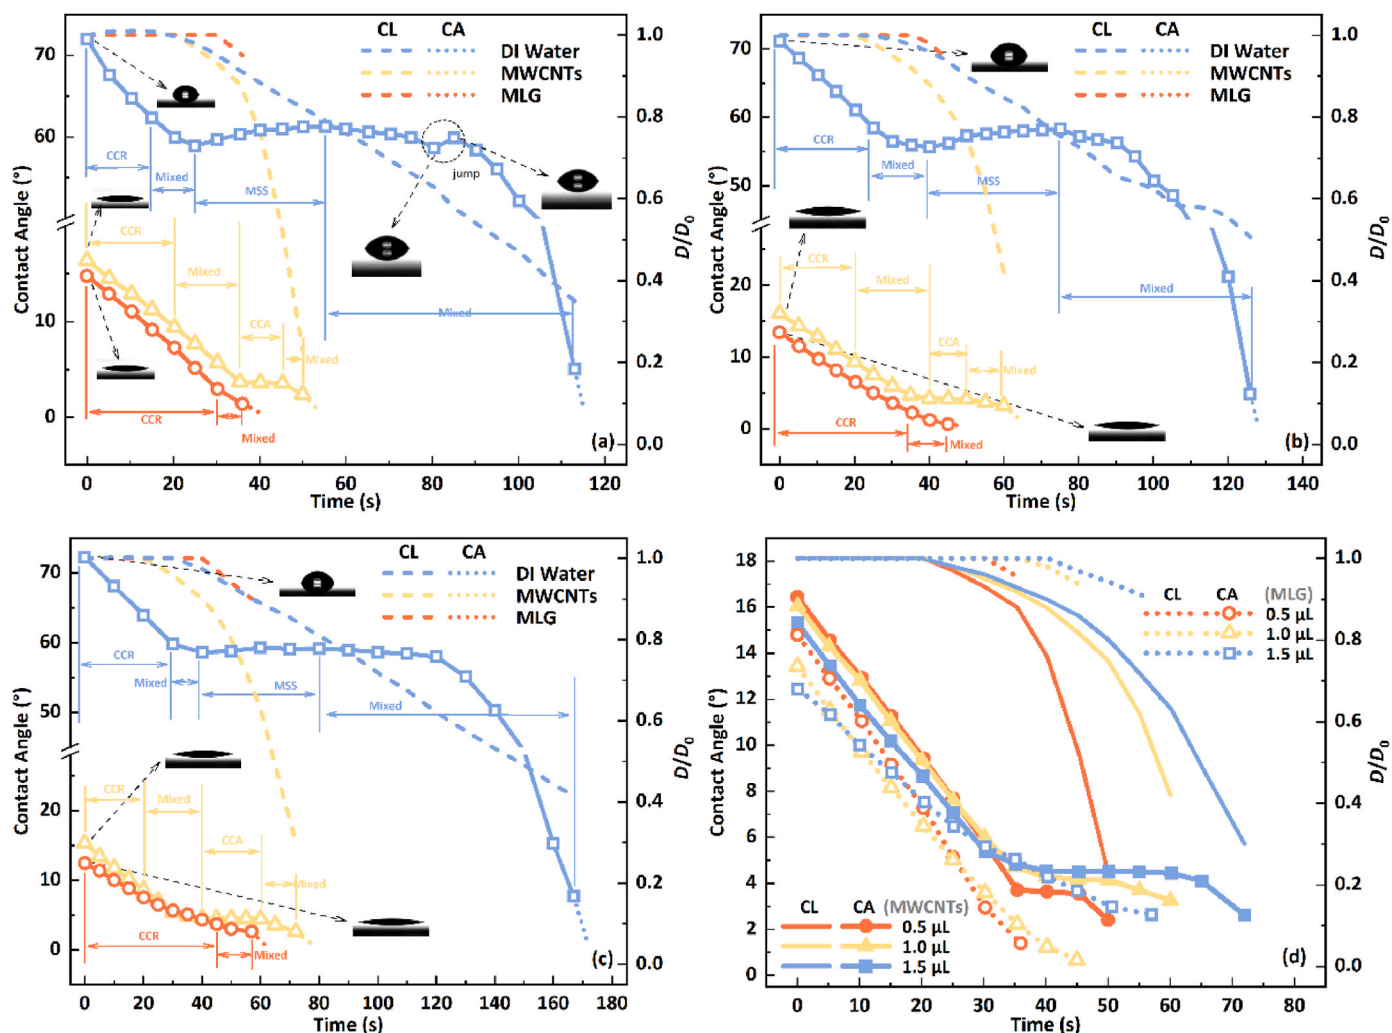 CL CA
DI Water
MWCNTs
MLG
70
60
50
10
0
Contact Angle (°)
1.0
0.8
0.6
0.4
0.2
0.0
D/D0
CCR
Mixed
MSS
jump
CCR
Mixed
CCA
Mixed
Mixed
CCR
Mixed
(a)
0 20 40 60 80 100 120
Time (s)
CL CA
DI Water
MWCNTs
MLG
70
60
50
20
10
0
Contact Angle (°)
1.0
0.8
0.6
0.4
0.2
0.0
D/D0
CCR
Mixed
MSS
CCR
Mixed
Mixed
CCA
Mixed
CCR
Mixed
(b)
0 20 40 60 80 100 120 140
Time (s)
CL CA
DI Water
MWCNTs
MLG
70
60
50
20
10
0
Contact Angle (°)
1.0
0.8
0.6
0.4
0.2
0.0
D/D0
CCR
Mixed
MSS
Mixed
CCR
Mixed
CCA
Mixed
CCR
Mixed
(c)
0 20 40 60 80 100 120 140 160
Time (s)
18
16
14
12
10
8
6
4
2
0
Contact Angle (°)
1.0
0.8
0.6
0.4
0.2
0.0
D/D0
CL CA (MLG)
0.5 μL
1.0 μL
1.5 μL
CL CA (MWCNTs)
0.5 μL
1.0 μL
1.5 μL
(d)
0 10 20 30 40 50 60 70 80
Time (s)